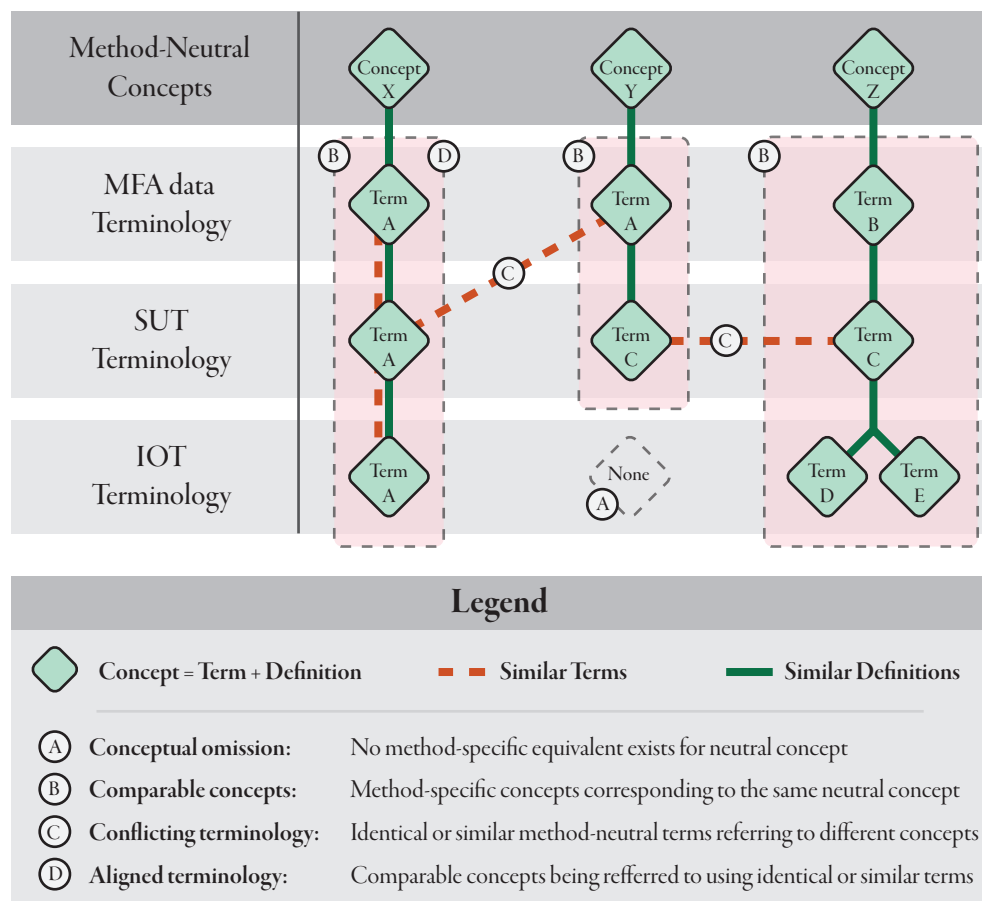 Method-Neutral
Concepts
Concept
X
Concept
Y
Concept
Z
B
D
B
B
MFA data
Terminology
Term
A
Term
A
Term
B
C
SUT
Terminology
Term
A
Term
C
C
Term
C
IOT
Terminology
Term
A
None
A
Term
D
Term
E
Legend
Concept = Term + Definition
Similar Terms
Similar Definitions
A Conceptual omission: No method-specific equivalent exists for neutral concept
B Comparable concepts: Method-specific concepts corresponding to the same neutral concept
C Conflicting terminology: Identical or similar method-neutral terms referring to different concepts
D Aligned terminology: Comparable concepts being refferred to using identical or similar terms